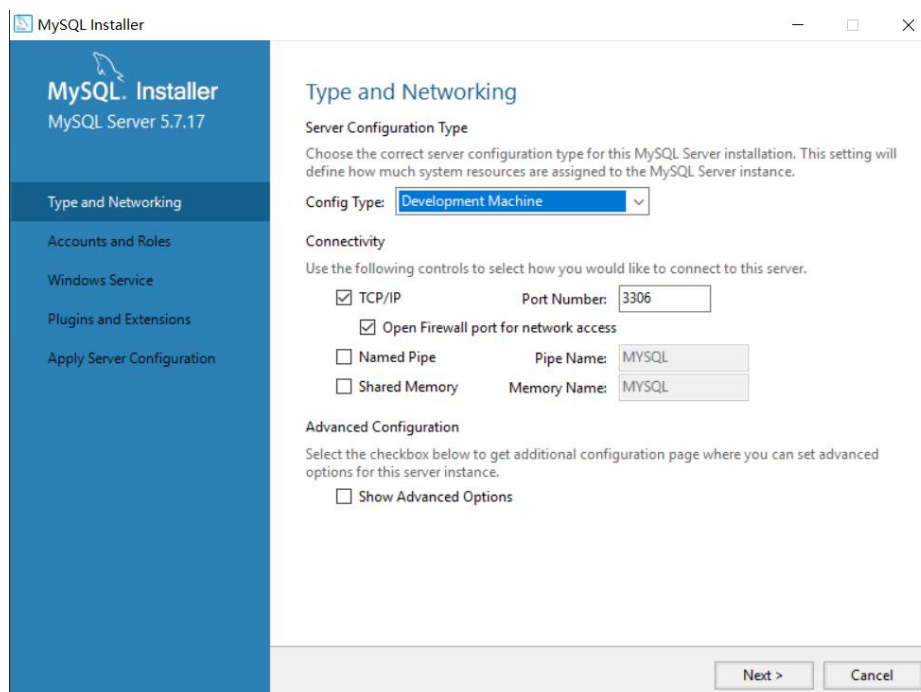 MySQL Installer
MySQL. Installer
MySQL Server 5.7.17
Type and Networking
Accounts and Roles
Windows Service
Plugins and Extensions
Apply Server Configuration
Type and Networking
Server Configuration Type
Choose the correct server configuration type for this MySQL Server installation. This setting will
define how much system resources are assigned to the MySQL Server instance.
Config Type: Development Machine
Connectivity
Use the following controls to select how you would like to connect to this server.
TCP/IP Port Number: 3306
Open Firewall port for network access
Named Pipe Pipe Name: MYSQL
Shared Memory Memory Name: MYSQL
Advanced Configuration
Select the checkbox below to get additional configuration page where you can set advanced
options for this server instance.
Show Advanced Options
Next > Cancel